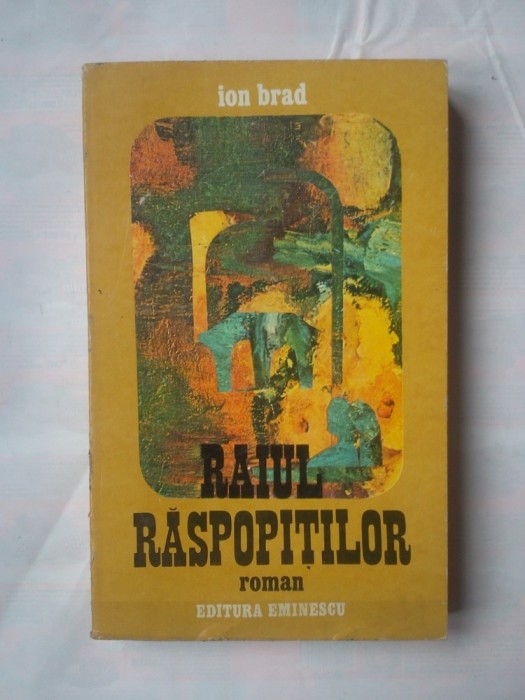 ion brad
RAIUL
RĂSPOPIȚILOR
roman
EDITURA EMINESCU